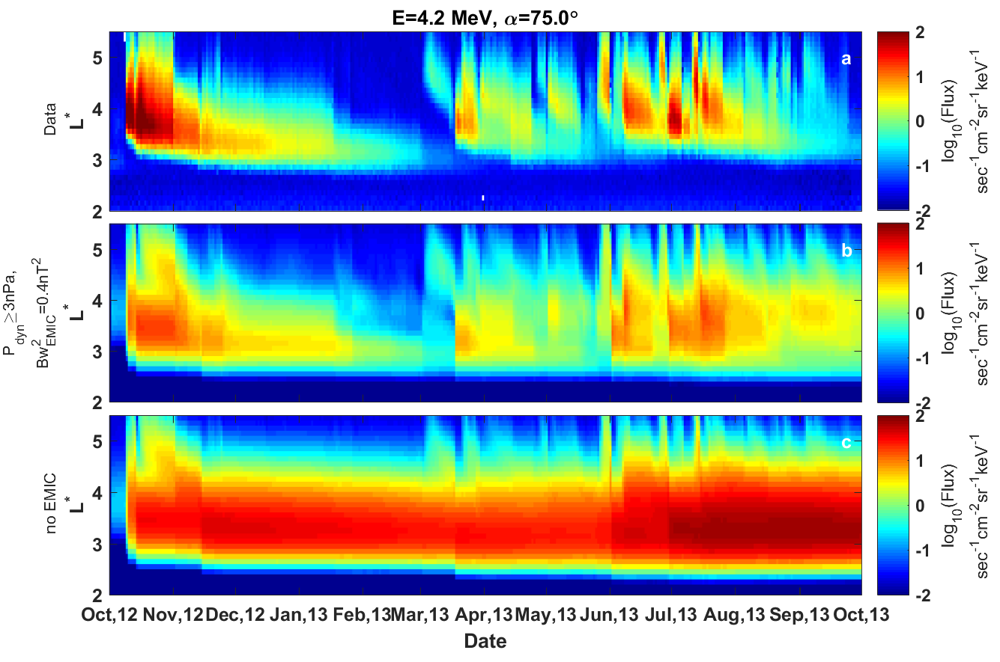 E=4.2 MeV, α=75.0°
5
4
3
2
Data
L*
a
2
1
0
-1
-2
log10(Flux)
sec-1cm-2sr-1keV-1
5
4
3
2
Pdyn≥3nPa,
Bw2EMIC=0.4nT2
L*
b
2
1
0
-1
-2
log10(Flux)
sec-1cm-2sr-1keV-1
5
4
3
2
no EMIC
L*
c
2
1
0
-1
-2
log10(Flux)
sec-1cm-2sr-1keV-1
Oct,12 Nov,12 Dec,12 Jan,13 Feb,13 Mar,13 Apr,13 May,13 Jun,13 Jul,13 Aug,13 Sep,13 Oct,13
Date